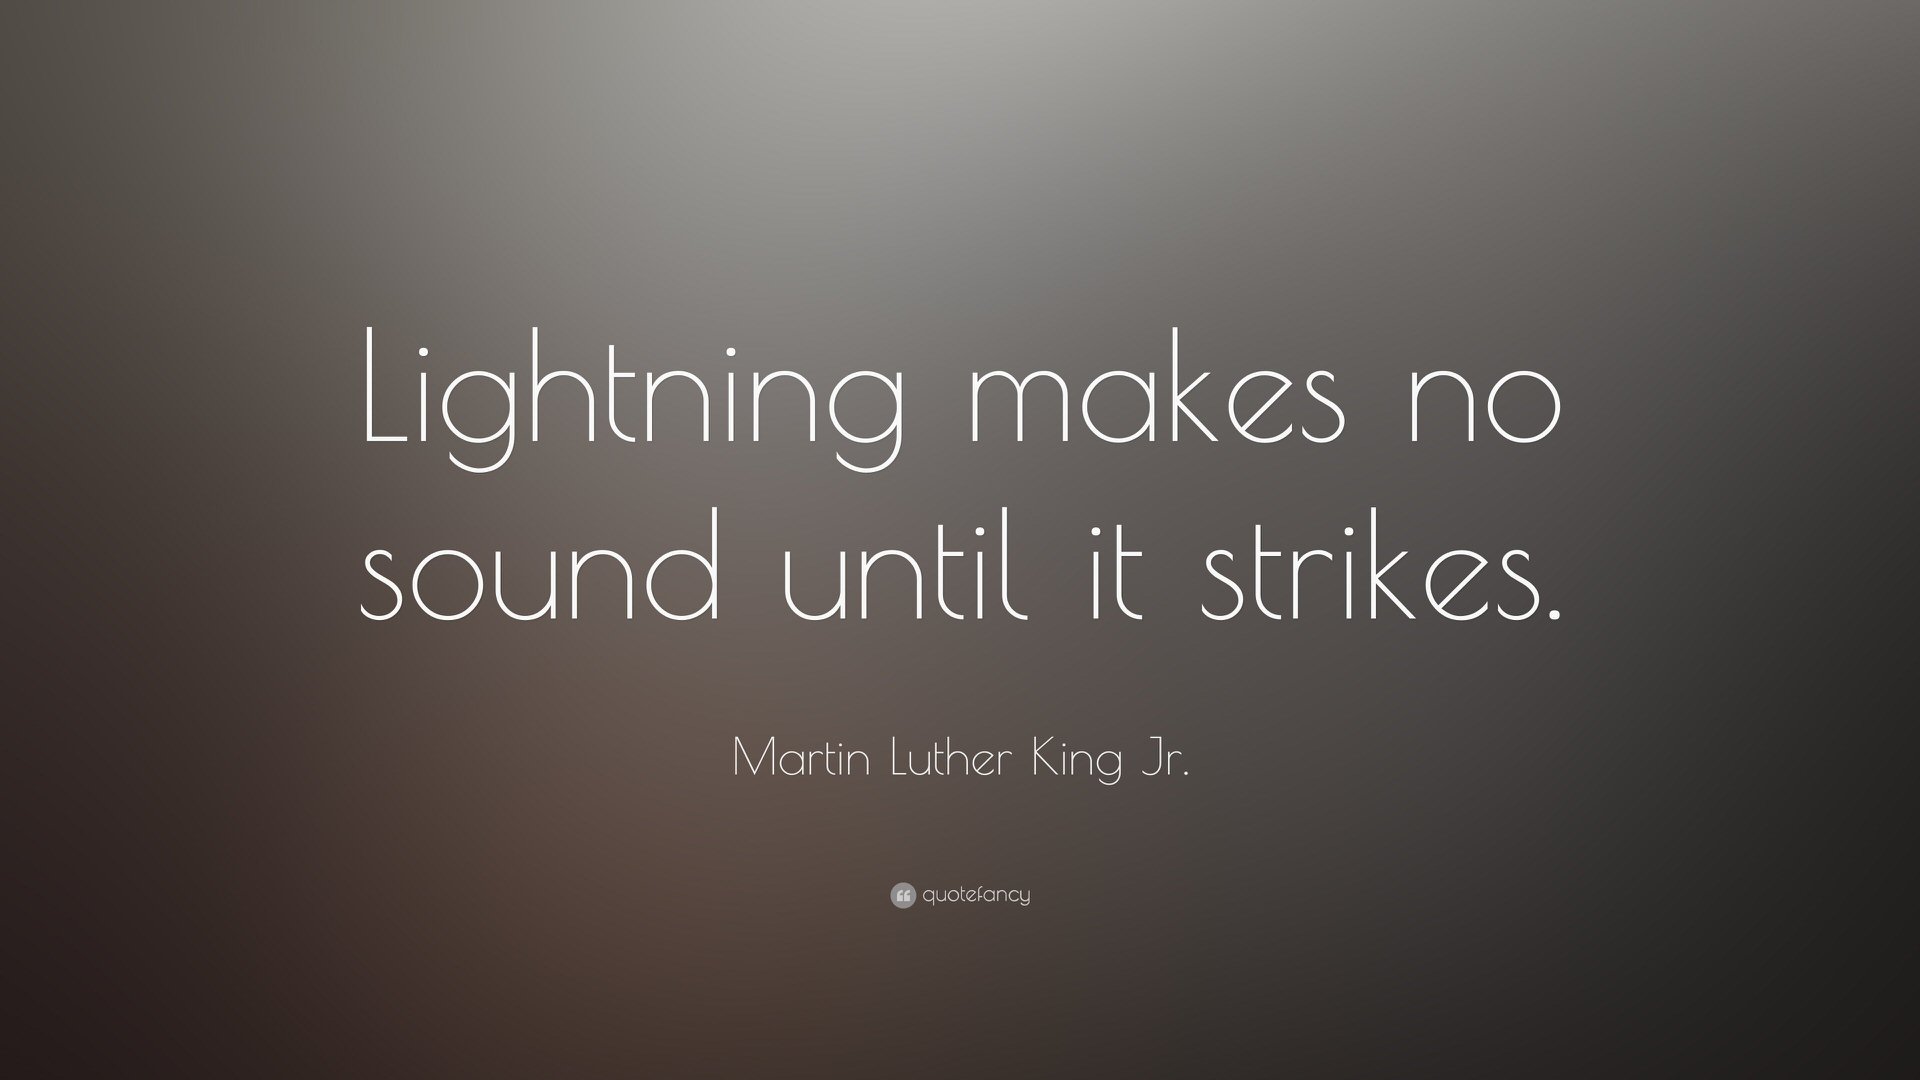 Lightning makes no
sound until it strikes.
Martin Luther King Jr.
quotefancy